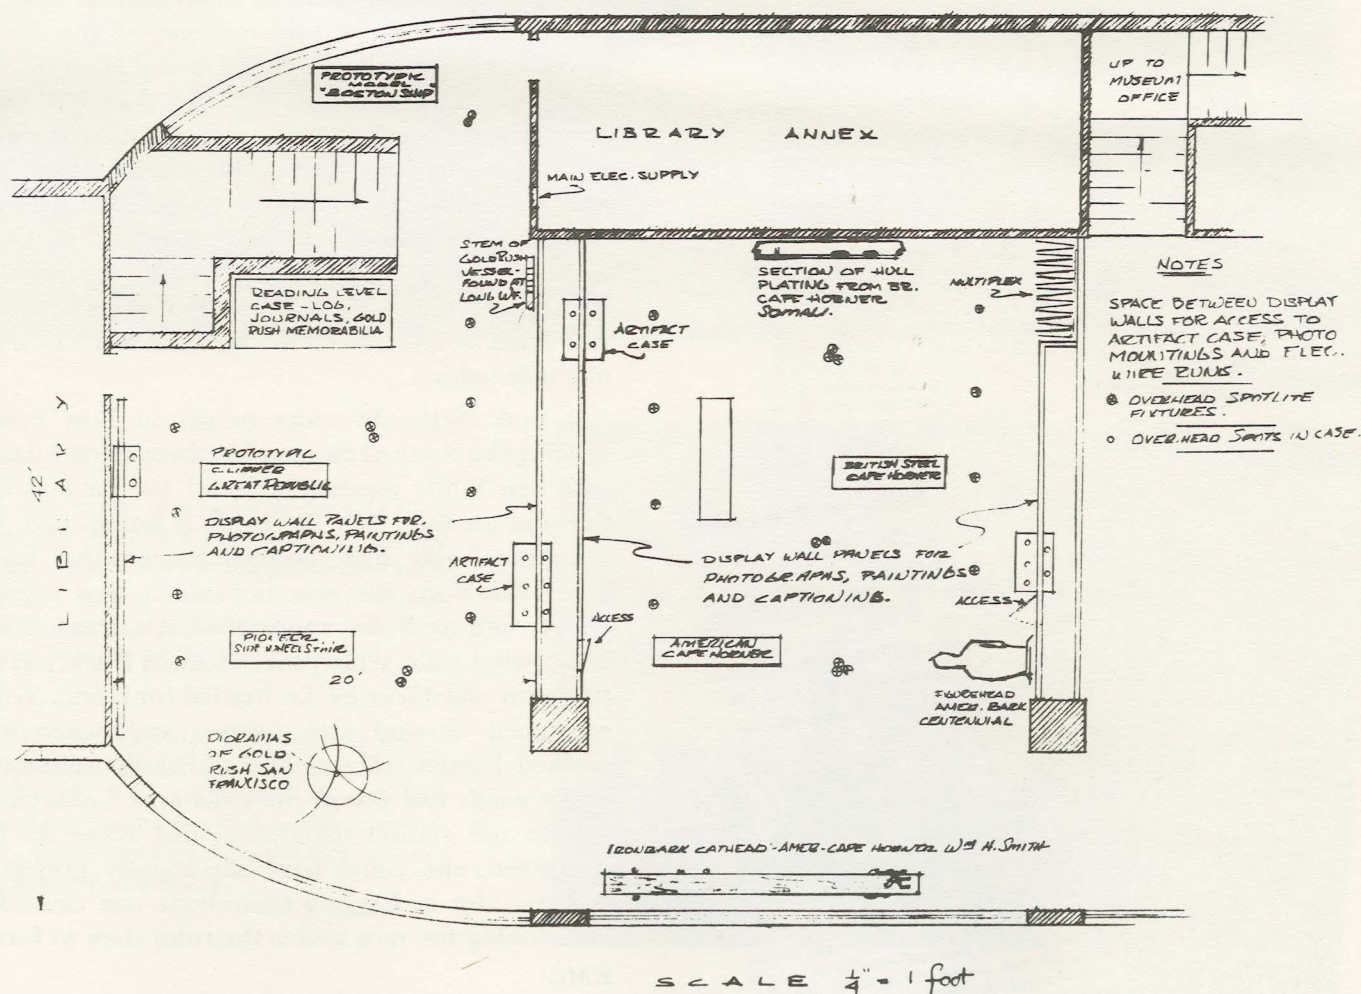 PROTOTYPIC
MODEL
"BOSTON SHIP"
UP TO
MUSEUM
OFFICE
LIBRARY ANNEX
MAIN ELEC. SUPPLY
STEM OF
GOLD RUSH
VESSEL-
FOUND AT
LONG WF.
SECTION OF HULL
PLATING FROM BR.
CAPE-HORNER
SOMALI.
MULTIPLEX
NOTES
SPACE BETWEEN DISPLAY
WALLS FOR ACCESS TO
ARTIFACT CASE, PHOTO
MOUNTINGS AND ELEC.
WIRE RUNS.
OVERHEAD SPOTLITE
FIXTURES.
OVERHEAD SPOTS IN CASE.
READING LEVEL
CASE - LOG,
JOURNALS, GOLD
RUSH MEMORABILIA
ARTIFACT
CASE
LIBRARY
42'
PROTOTYPIC
CLIPPER
GREAT REPUBLIC
BRITISH STEEL
CAPE HORNER
DISPLAY WALL PANELS FOR
PHOTOGRAPHS, PAINTINGS
AND CAPTIONING.
ARTIFACT
CASE
DISPLAY WALL PANELS FOR
PHOTOGRAPHS, PAINTINGS
AND CAPTIONING.
ACCESS
ACCESS
PIONEER
SIDE WHEEL STMR
20'
AMERICAN
CAPE HORNER
FIGUREHEAD
AMER. BARK
CENTENNIAL
DIORAMAS
OF GOLD
RUSH SAN
FRANCISCO
IRONBARK CATHEAD-AMER-CAPE HORNER WM H. SMITH
SCALE 1/4" = 1 foot